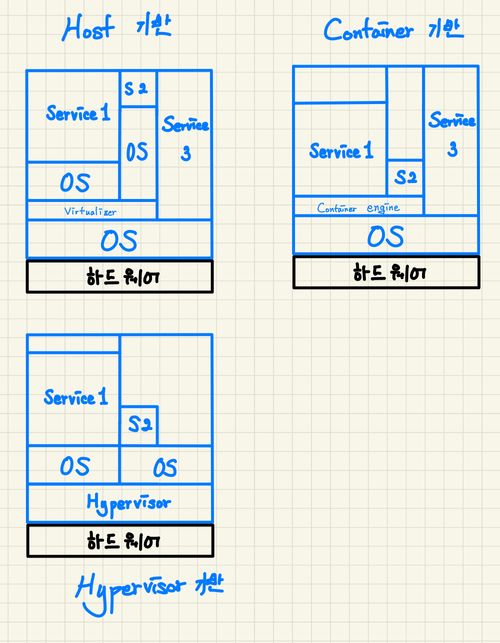 Host 기반
Service 1
S2
OS
Service 3
OS
Virtualizer
OS
하드웨어
Container 기반
Service 1
S2
Service 3
Container engine
OS
하드웨어
Service 1
S2
OS
OS
Hypervisor
하드웨어
Hypervisor 기반